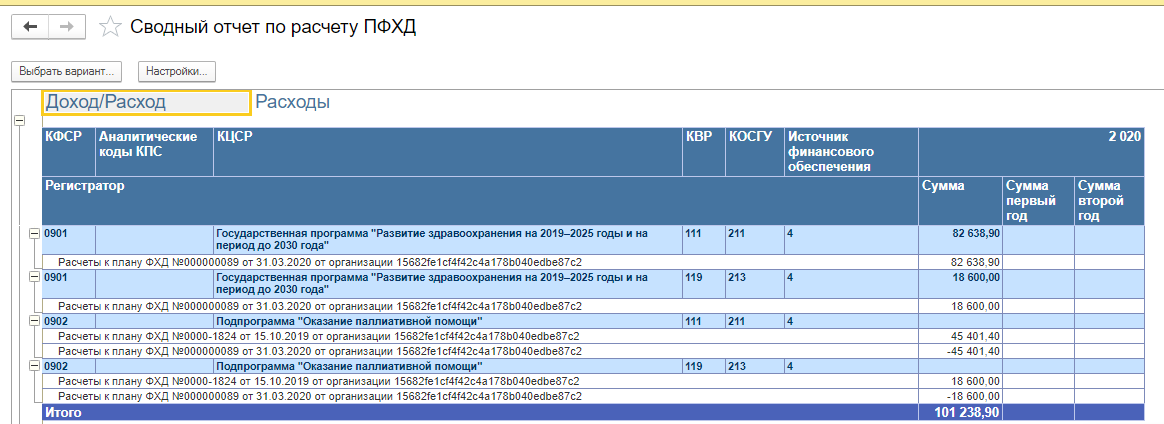 Сводный отчет по расчету ПФХД
Выбрать вариант... Настройки...
Доход/Расход Расходы
КФСР Аналитические коды КПС КЦСР КВР КОСГУ Источник финансового обеспечения 2 020
Регистратор Сумма Сумма первый год Сумма второй год
0901 Государственная программа "Развитие здравоохранения на 2019–2025 годы и на 111 211 4 82 638,90
период до 2030 года"
Расчеты к плану ФХД №000000089 от 31.03.2020 от организации 15682fe1cf4f42c4a178b040edbe87c2 82 638,90
0901 Государственная программа "Развитие здравоохранения на 2019–2025 годы и на 119 213 4 18 600,00
период до 2030 года"
Расчеты к плану ФХД №000000089 от 31.03.2020 от организации 15682fe1cf4f42c4a178b040edbe87c2 18 600,00
0902 Подпрограмма "Оказание паллиативной помощи" 111 211 4
Расчеты к плану ФХД №0000-1824 от 15.10.2019 от организации 15682fe1cf4f42c4a178b040edbe87c2 45 401,40
Расчеты к плану ФХД №000000089 от 31.03.2020 от организации 15682fe1cf4f42c4a178b040edbe87c2 -45 401,40
0902 Подпрограмма "Оказание паллиативной помощи" 119 213 4
Расчеты к плану ФХД №0000-1824 от 15.10.2019 от организации 15682fe1cf4f42c4a178b040edbe87c2 18 600,00
Расчеты к плану ФХД №000000089 от 31.03.2020 от организации 15682fe1cf4f42c4a178b040edbe87c2 -18 600,00
Итого 101 238,90